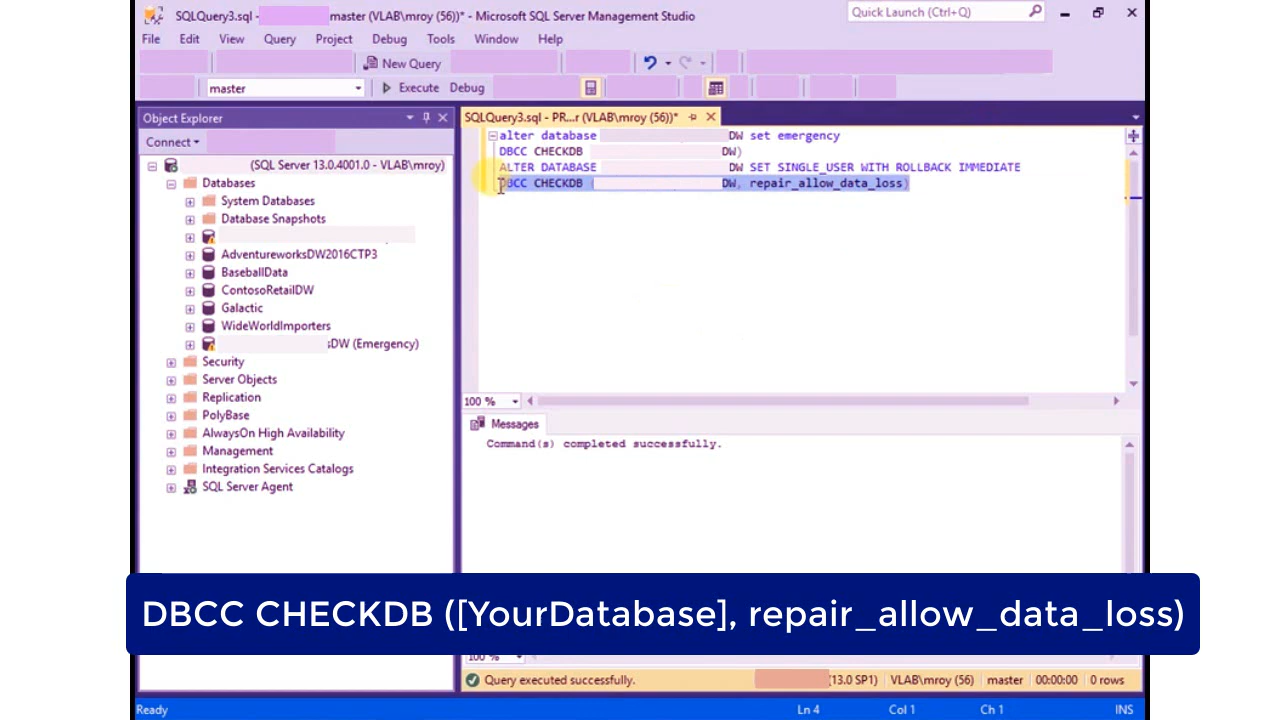 SQLQuery3.sql - master (VLAB\mroy (56))* - Microsoft SQL Server Management Studio
Quick Launch (Ctrl+Q)
File Edit View Query Project Debug Tools Window Help
New Query
master Execute Debug
Object Explorer
Connect
(SQL Server 13.0.4001.0 - VLAB\mroy)
Databases
System Databases
Database Snapshots
AdventureworksDW2016CTP3
BaseballData
ContosoRetailDW
Galactic
WideWorldImporters
sDW (Emergency)
Security
Server Objects
Replication
PolyBase
AlwaysOn High Availability
Management
Integration Services Catalogs
SQL Server Agent
SQLQuery3.sql - PR...r (VLAB\mroy (56))*
alter database DW set emergency
DBCC CHECKDB DW)
ALTER DATABASE DW SET SINGLE_USER WITH ROLLBACK IMMEDIATE
DBCC CHECKDB ( DW, repair_allow_data_loss)
100 %
Messages
Command(s) completed successfully.
DBCC CHECKDB ([YourDatabase], repair_allow_data_loss)
100 %
Query executed successfully. (13.0 SP1) VLAB\mroy (56) master 00:00:00 0 rows
Ready Ln 4 Col 1 Ch 1 INS